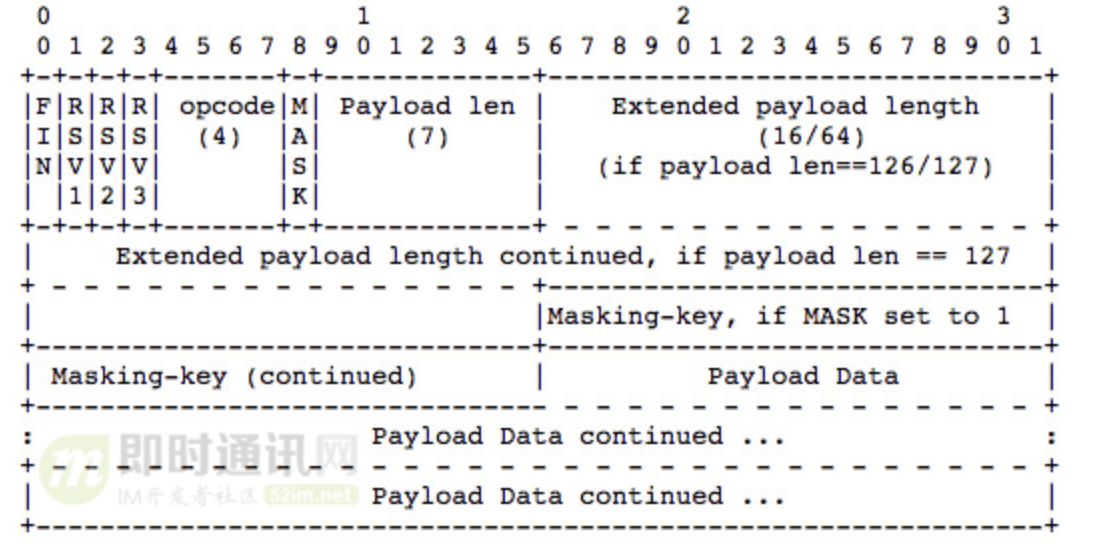 0                   1                   2                   3
 0 1 2 3 4 5 6 7 8 9 0 1 2 3 4 5 6 7 8 9 0 1 2 3 4 5 6 7 8 9 0 1
+-+-+-+-+-------+-+-------------+-------------------------------+
|F|R|R|R| opcode|M| Payload len |    Extended payload length    |
|I|S|S|S|  (4)  |A|     (7)     |             (16/64)           |
|N|V|V|V|       |S|             |   (if payload len==126/127)   |
| |1|2|3|       |K|             |                               |
+-+-+-+-+-------+-+-------------+ - - - - - - - - - - - - - - - +
|     Extended payload length continued, if payload len == 127  |
+ - - - - - - - - - - - - - - - +-------------------------------+
|                               |Masking-key, if MASK set to 1  |
+-------------------------------+-------------------------------+
| Masking-key (continued)       |          Payload Data         |
+-------------------------------- - - - - - - - - - - - - - - - +
:                     Payload Data continued ...                :
+ - - - - - - - - - - - - - - - - - - - - - - - - - - - - - - - +
|                     Payload Data continued ...                |
+---------------------------------------------------------------+
即时通讯网
IM开发者社区 52im.net